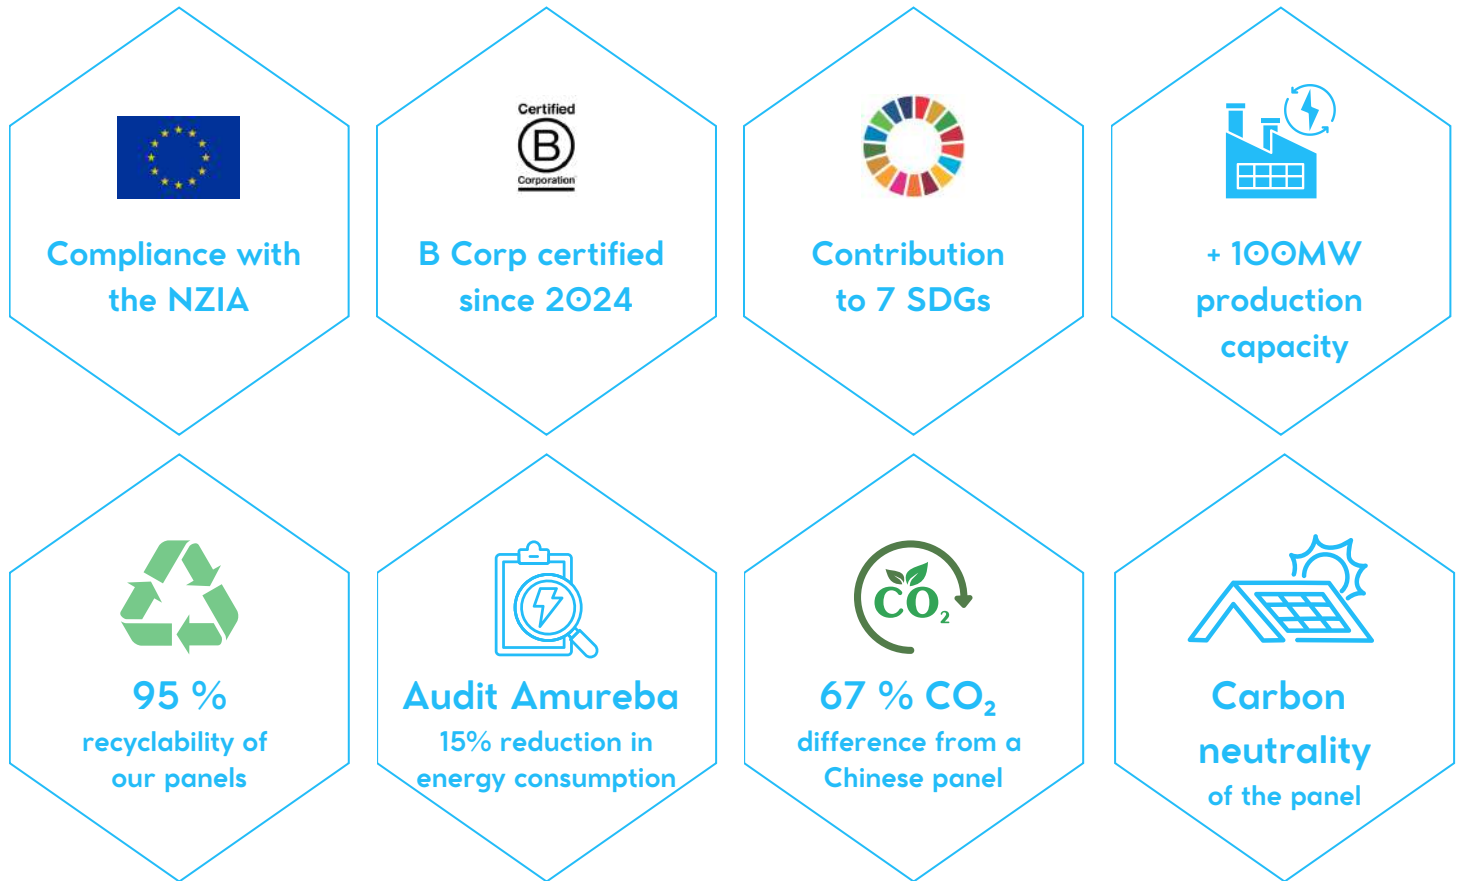 Compliance with
the NZIA
Certified
B
Corporation
B Corp certified
since 2024
Contribution
to 7 SDGs
+ 100MW
production
capacity
95 %
recyclability of
our panels
Audit Amureba
15% reduction in
energy consumption
CO₂
67 % CO₂
difference from a
Chinese panel
Carbon
neutrality
of the panel